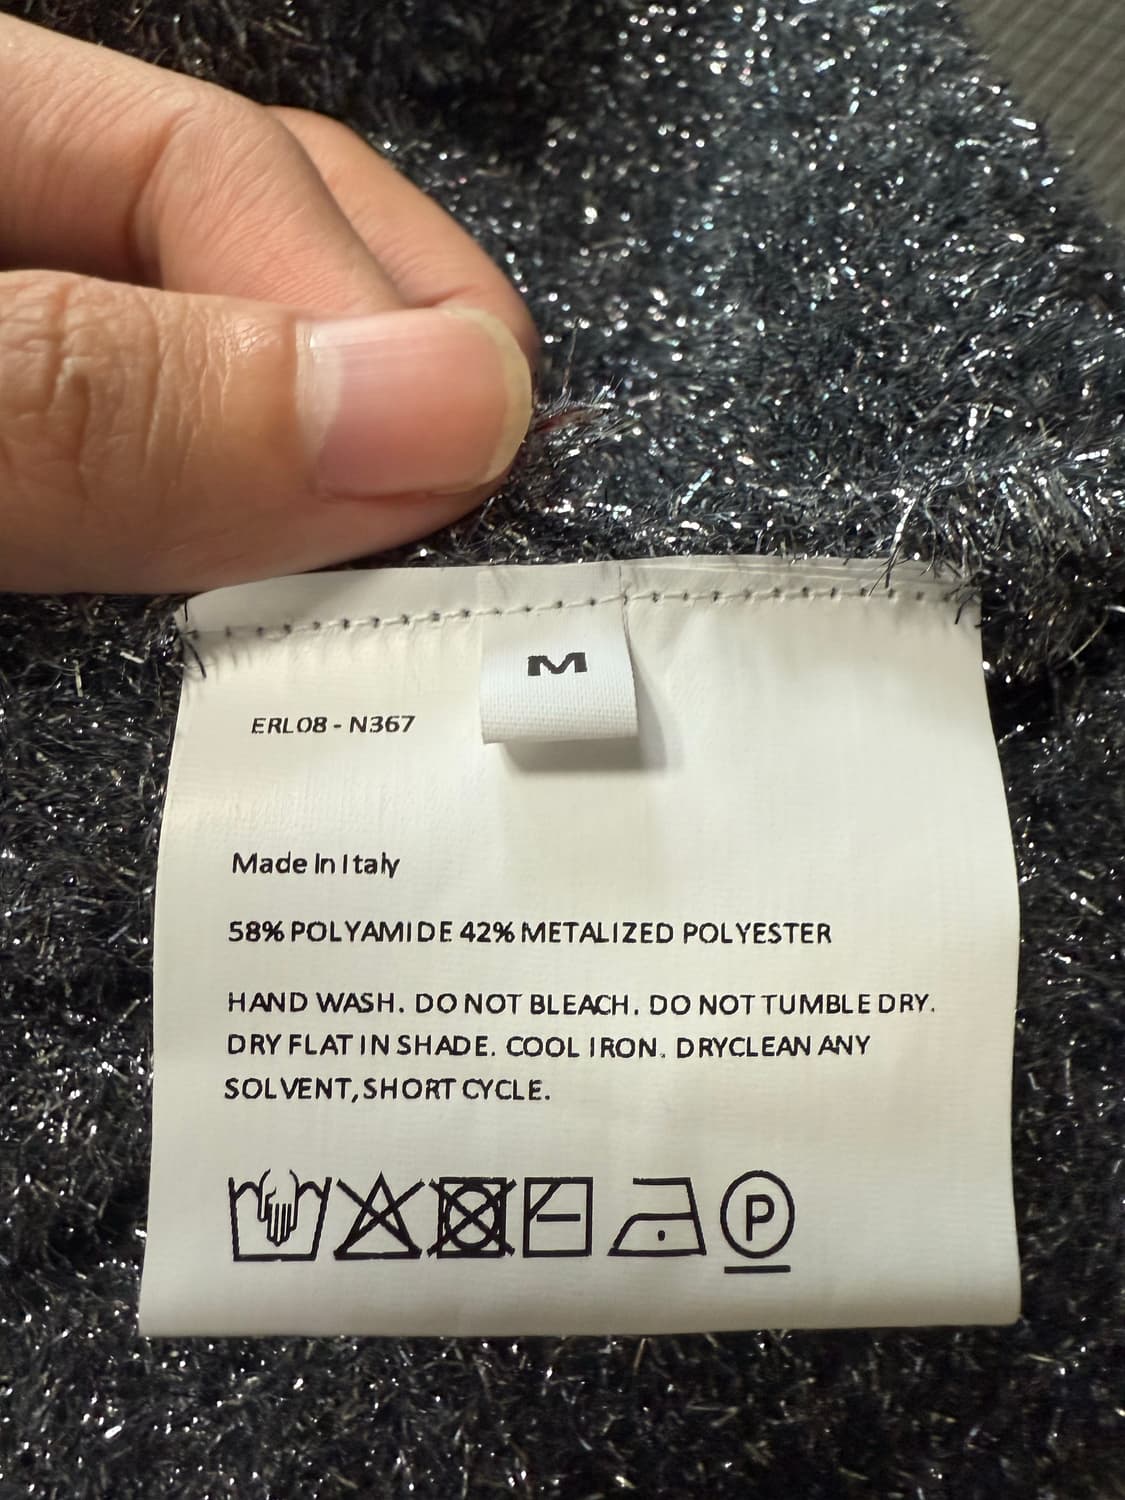 M
ERL08 - N367
Made In Italy
58% POLYAMIDE 42% METALIZED POLYESTER
HAND WASH. DO NOT BLEACH. DO NOT TUMBLE DRY.
DRY FLAT IN SHADE. COOL IRON. DRYCLEAN ANY
SOLVENT,SHORT CYCLE.
P